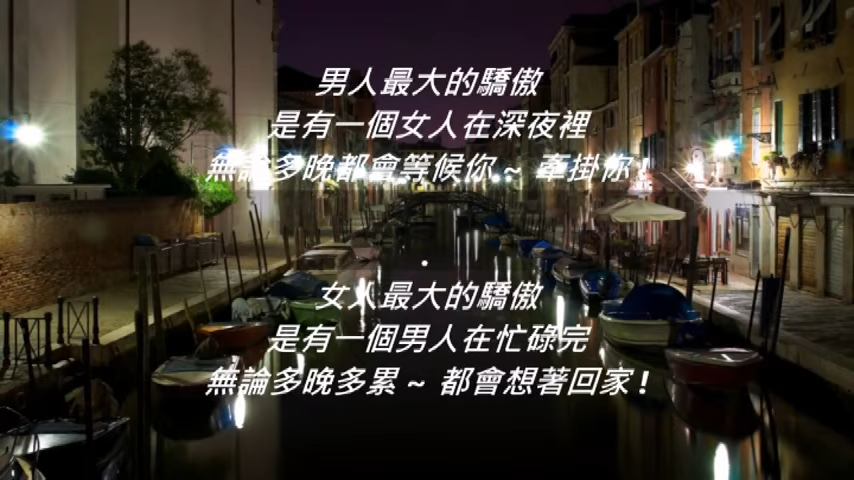 男人最大的驕傲
是有一個女人在深夜裡
無論多晚都會等候你 ~ 牽掛你 !
.
女人最大的驕傲
是有一個男人在忙碌完
無論多晚多累 ~ 都會想著回家 !